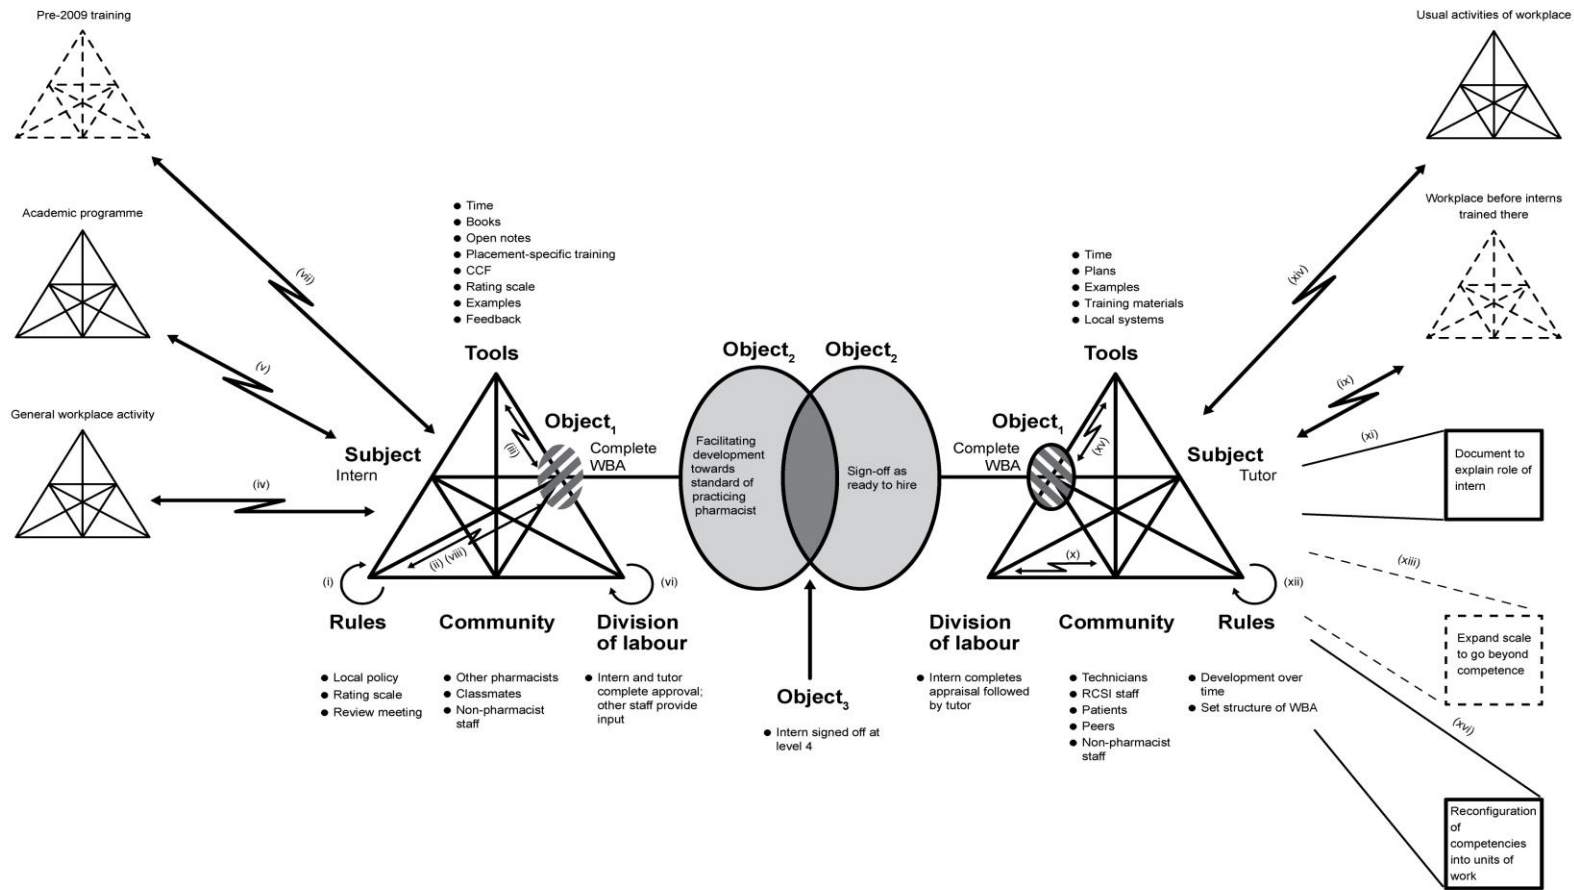 Pre-2009 training
Usual activities of workplace
Academic programme
Workplace before interns
trained there
General workplace activity
(vii)
(v)
(iv)
● Time
● Books
● Open notes
● Placement-specific training
● CCF
● Rating scale
● Examples
● Feedback
Tools
Object1
Complete
WBA
Subject
Intern
(iii)
(ii) (viii)
(i)
(vi)
Rules
● Local policy
● Rating scale
● Review meeting
Community
● Other pharmacists
● Classmates
● Non-pharmacist
staff
Division
of labour
● Intern and tutor
complete approval;
other staff provide
input
Object2
Facilitating
development
towards
standard of
practicing
pharmacist
Object2
Sign-off as
ready to hire
Object3
● Intern signed off at
level 4
● Time
● Plans
● Examples
● Training materials
● Local systems
Tools
Object1
Complete
WBA
Subject
Tutor
(xv)
(x)
(xii)
Division
of labour
● Intern completes
appraisal followed
by tutor
Community
● Technicians
● RCSI staff
● Patients
● Peers
● Non-pharmacist
staff
Rules
● Development over
time
● Set structure of WBA
(xiv)
(ix)
(xi)
Document to
explain role of
intern
(xiii)
Expand scale
to go beyond
competence
(xvi)
Reconfiguration
of
competencies
into units of
work